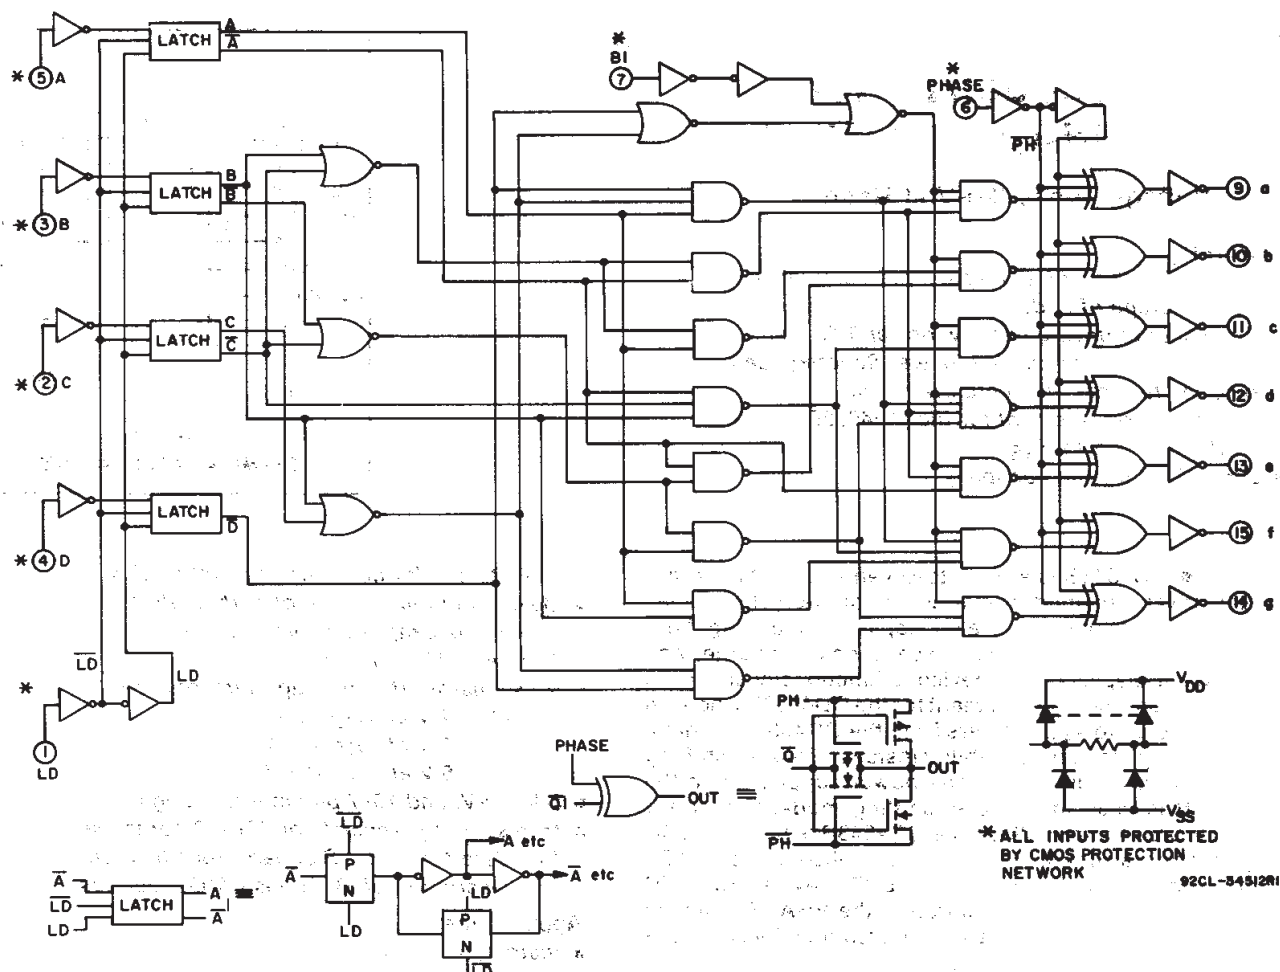 LATCH
A
A
* 5 A
* BI
7
* PHASE
6
PH
LATCH
B
B
* 3 B
9 a
10 b
LATCH
C
C
* 2 C
11 c
12 d
13 e
LATCH
D
* 4 D
15 f
14 g
LD
LD
*
1
LD
PHASE
Q1
OUT
≡
PH
Q
OUT
PH
VDD
VSS
* ALL INPUTS PROTECTED
BY CMOS PROTECTION
NETWORK
92CL-34512R1
A
LD
LD
LATCH
A
A
≡
LD
A
P
N
LD
A etc
A etc
LD
P
N
LD